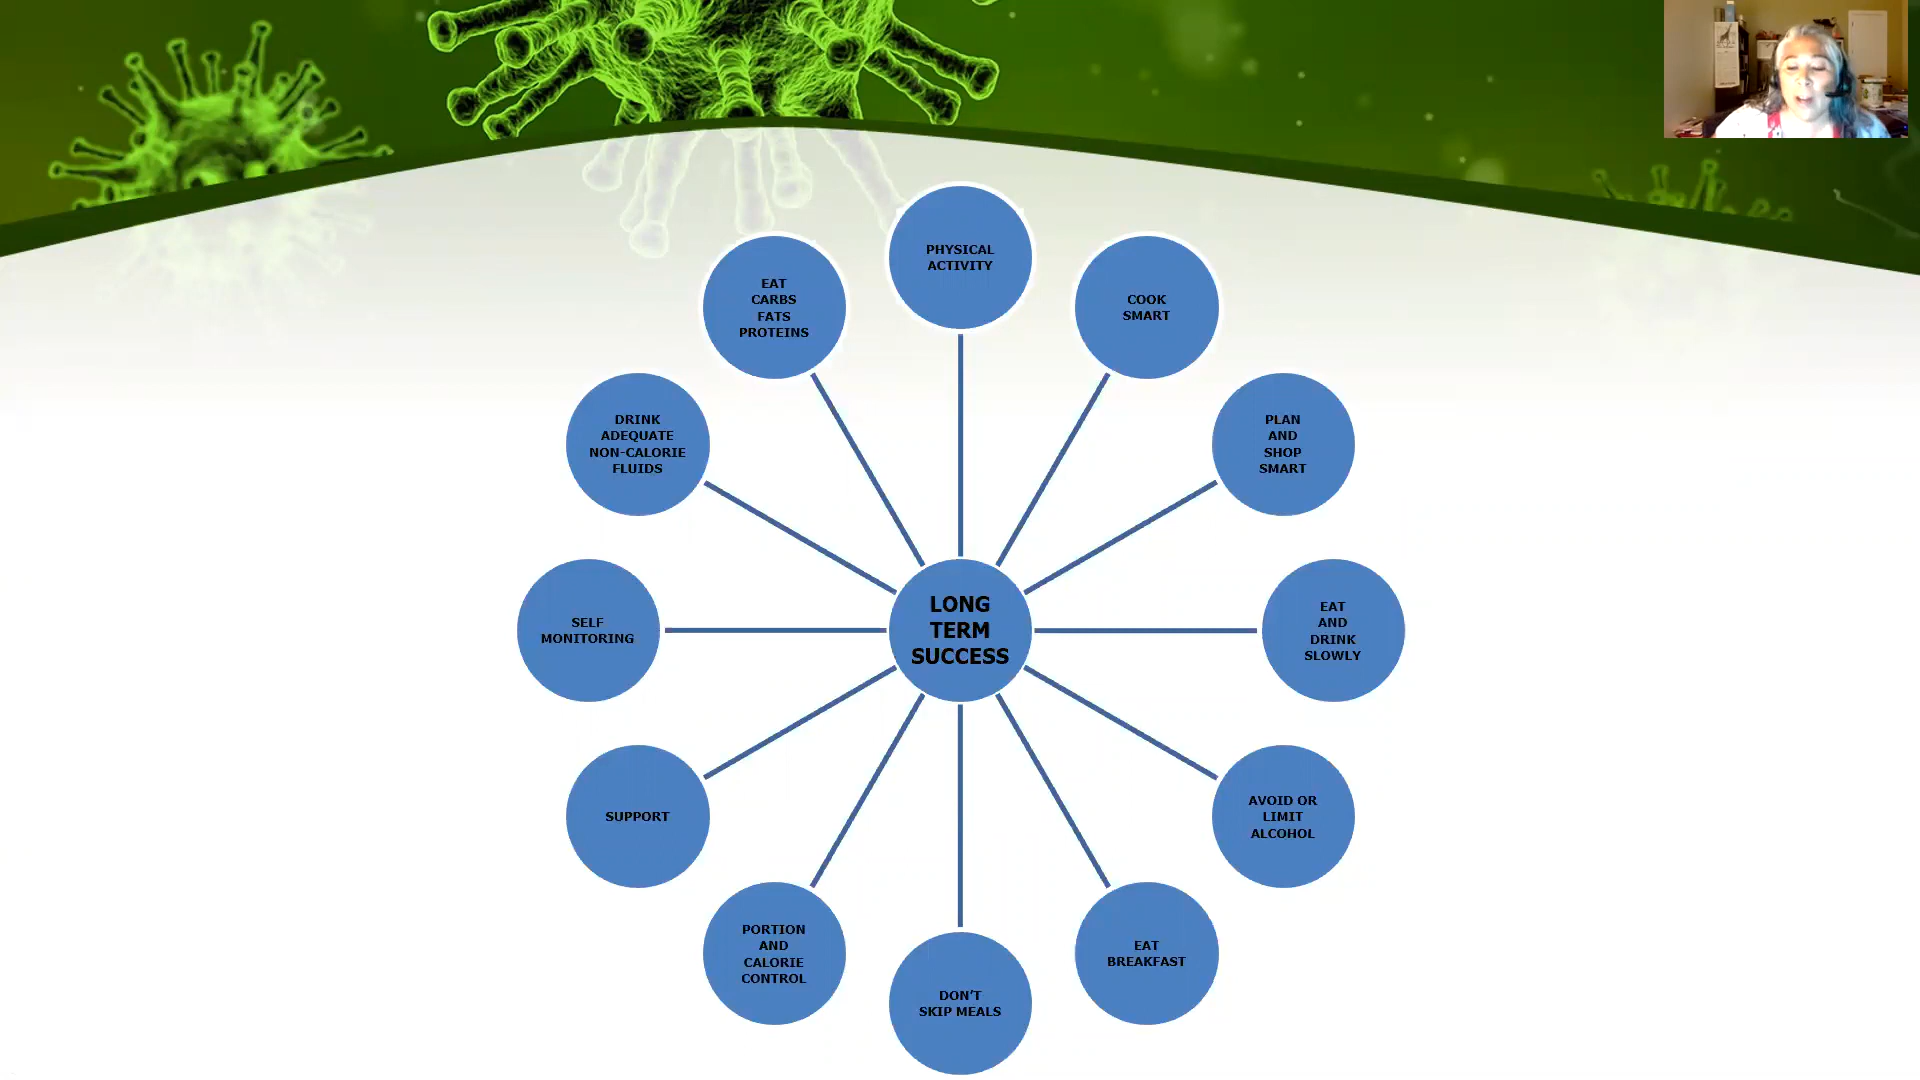 PHYSICAL
ACTIVITY
COOK
SMART
PLAN
AND
SHOP
SMART
EAT
AND
DRINK
SLOWLY
AVOID OR
LIMIT
ALCOHOL
EAT
BREAKFAST
DON'T
SKIP MEALS
PORTION
AND
CALORIE
CONTROL
SUPPORT
SELF
MONITORING
DRINK
ADEQUATE
NON-CALORIE
FLUIDS
EAT
CARBS
FATS
PROTEINS
LONG
TERM
SUCCESS